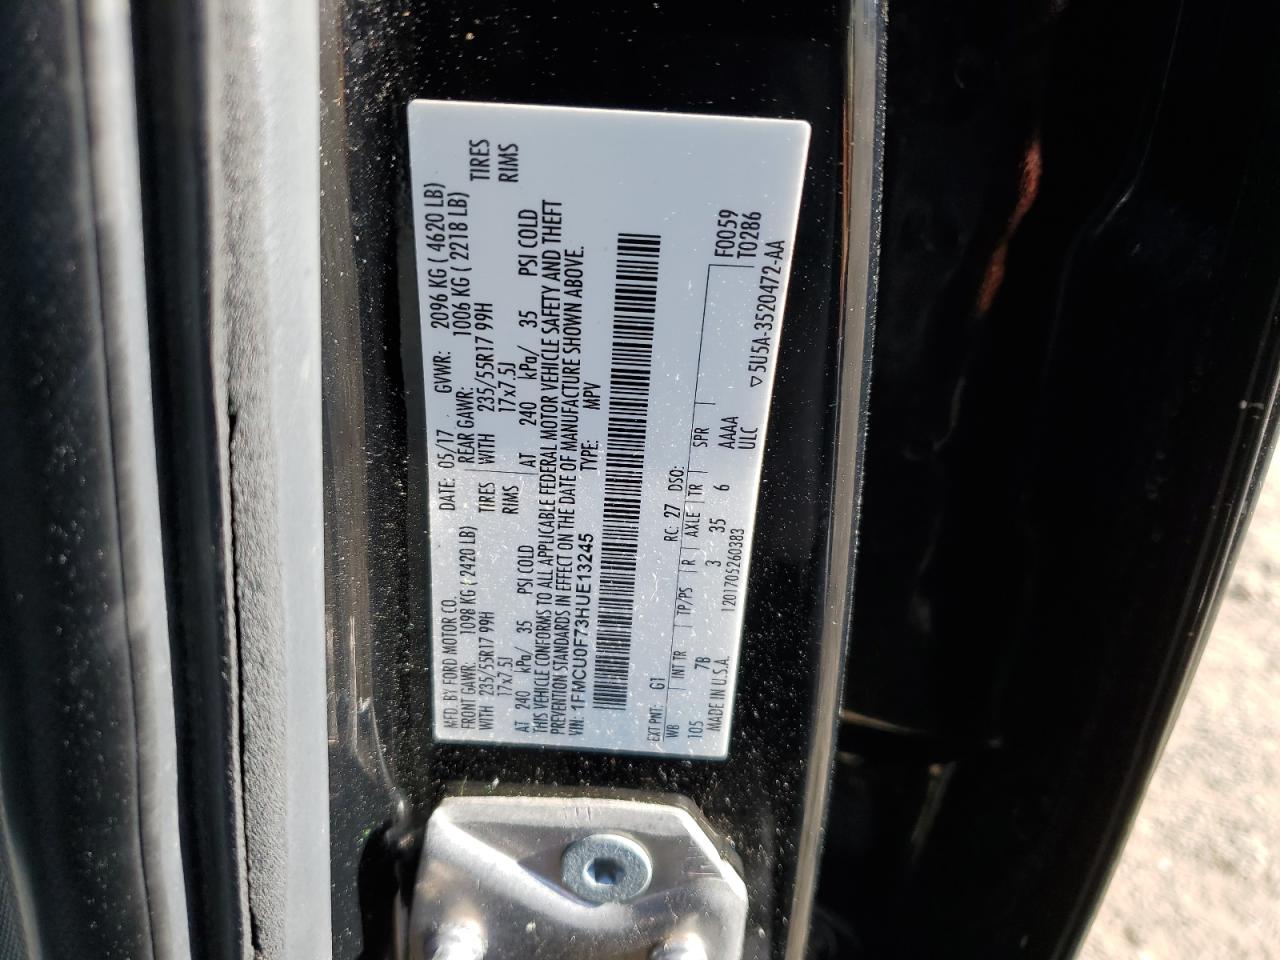 MFD. BY FORD MOTOR CO.
DATE: 05/17 GVWR: 2096 KG ( 4620 LB)
FRONT GAWR: 1098 KG ( 2420 LB) REAR GAWR: 1006 KG ( 2218 LB)
WITH 235/55R17 99H TIRES WITH 235/55R17 99H TIRES
17x7.5J RIMS 17x7.5J RIMS
AT 240 kPa/ 35 PSI COLD AT 240 kPa/ 35 PSI COLD
THIS VEHICLE CONFORMS TO ALL APPLICABLE FEDERAL MOTOR VEHICLE SAFETY AND THEFT
PREVENTION STANDARDS IN EFFECT ON THE DATE OF MANUFACTURE SHOWN ABOVE.
VIN: 1FMCU0F73HUE13245 TYPE: MPV
EXT PNT: G1 RC: 27 DSO:
WB INT TR TP/PS R AXLE TR SPR
F0059
105 7B 3 35 6 AAAA T0286
ULC
MADE IN U.S.A. 1201705260383 ▽5U5A-3520472-AA